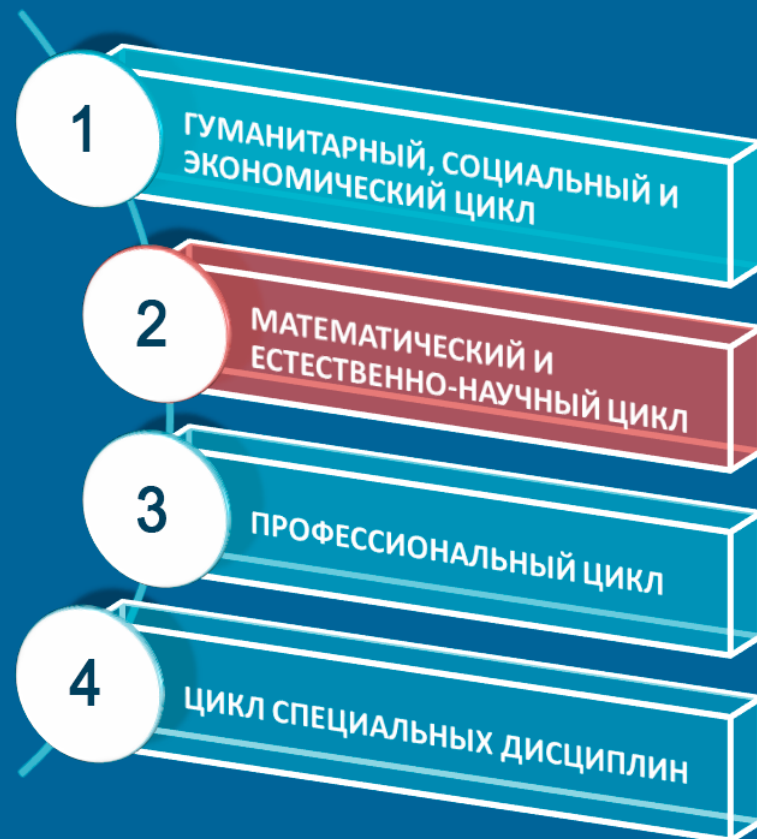 1
ГУМАНИТАРНЫЙ, СОЦИАЛЬНЫЙ И
ЭКОНОМИЧЕСКИЙ ЦИКЛ
2
МАТЕМАТИЧЕСКИЙ И
ЕСТЕСТВЕННО-НАУЧНЫЙ ЦИКЛ
3
ПРОФЕССИОНАЛЬНЫЙ ЦИКЛ
4
ЦИКЛ СПЕЦИАЛЬНЫХ ДИСЦИПЛИН